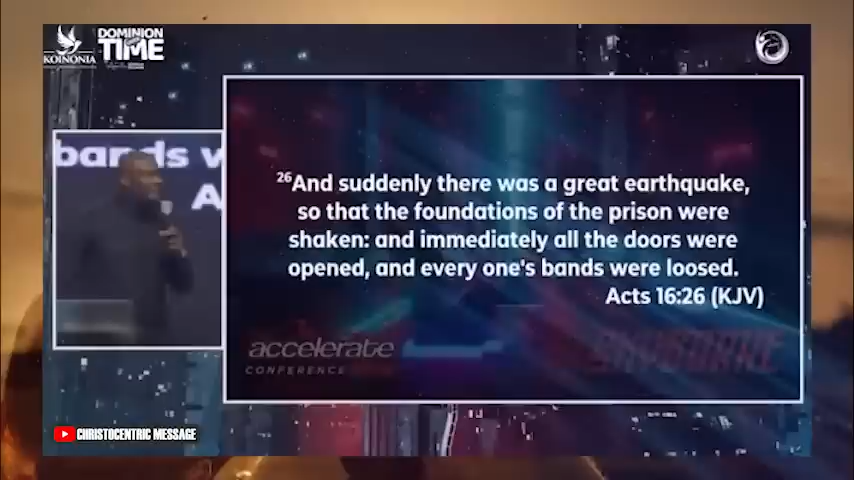 KOINONIA
DOMINION
TIME
bands w
A
26And suddenly there was a great earthquake,
so that the foundations of the prison were
shaken: and immediately all the doors were
opened, and every one's bands were loosed.
Acts 16:26 (KJV)
accelerate
CONFERENCE
CHRISTOCENTRIC MESSAGE